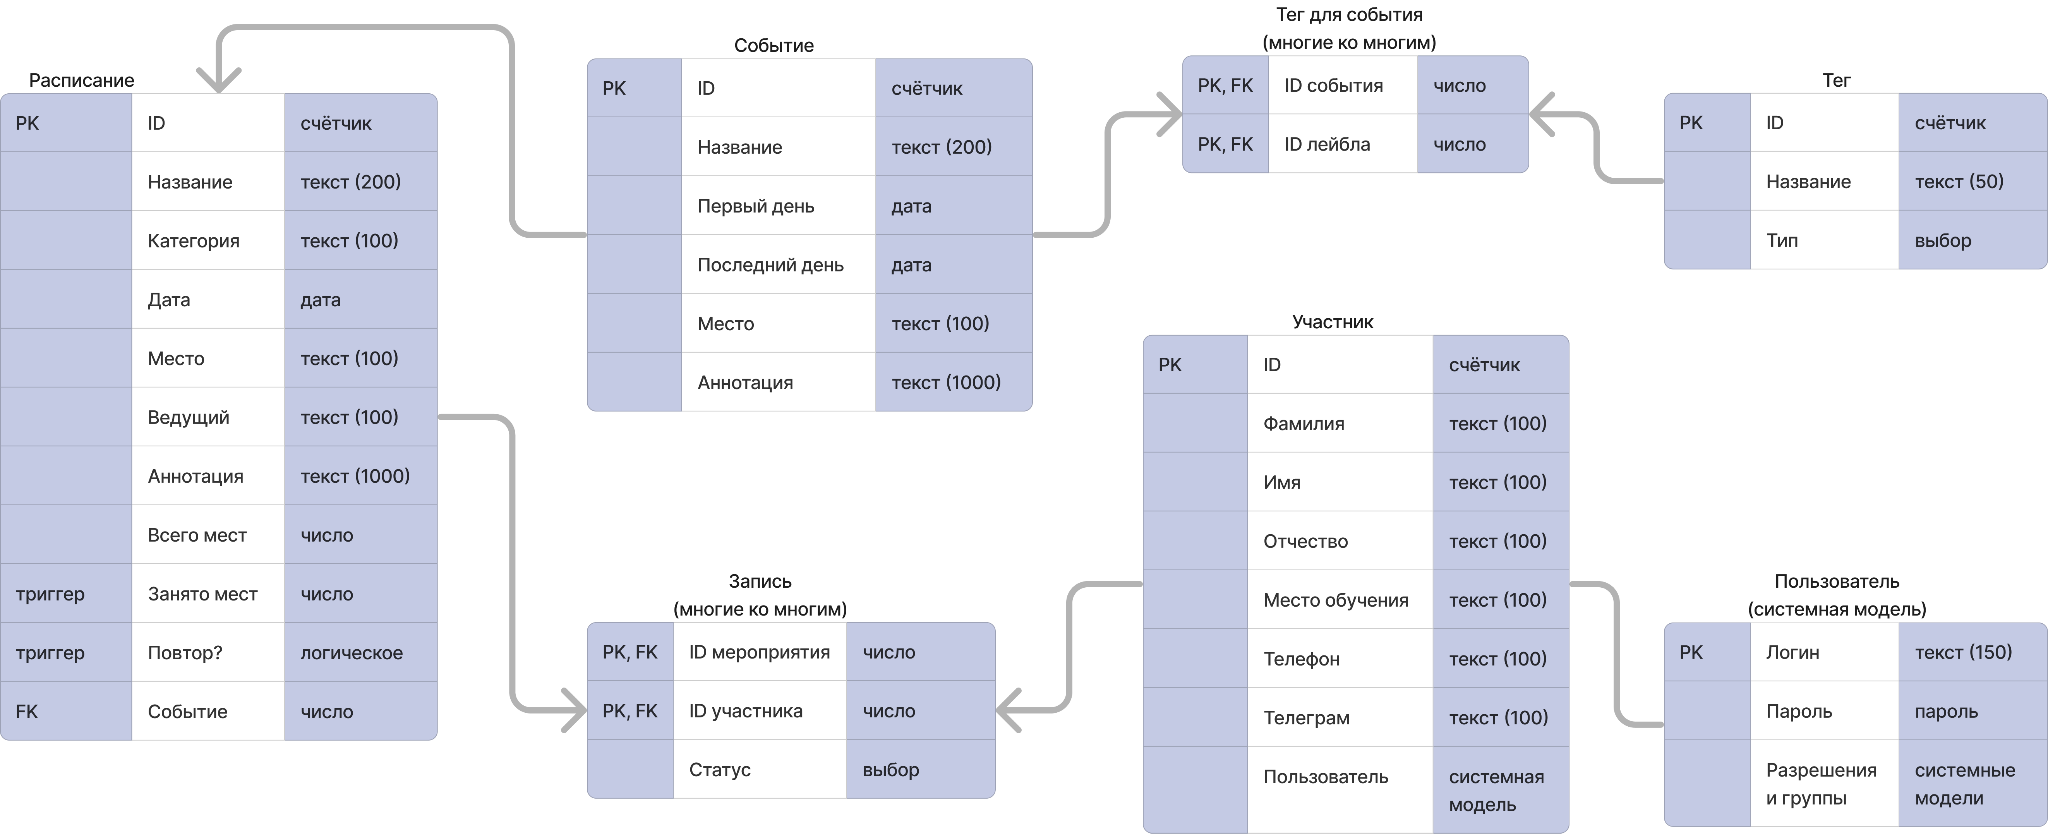 Расписание
PK ID счётчик
Название текст (200)
Категория текст (100)
Дата дата
Место текст (100)
Ведущий текст (100)
Аннотация текст (1000)
Всего мест число
триггер Занято мест число
триггер Повтор? логическое
FK Событие число
Событие
PK ID счётчик
Название текст (200)
Первый день дата
Последний день дата
Место текст (100)
Аннотация текст (1000)
Тег для события
(многие ко многим)
PK, FK ID события число
PK, FK ID лейбла число
Тег
PK ID счётчик
Название текст (50)
Тип выбор
Запись
(многие ко многим)
PK, FK ID мероприятия число
PK, FK ID участника число
Статус выбор
Участник
PK ID счётчик
Фамилия текст (100)
Имя текст (100)
Отчество текст (100)
Место обучения текст (100)
Телефон текст (100)
Телеграм текст (100)
Пользователь системная
модель
Пользователь
(системная модель)
PK Логин текст (150)
Пароль пароль
Разрешения системные
и группы модели